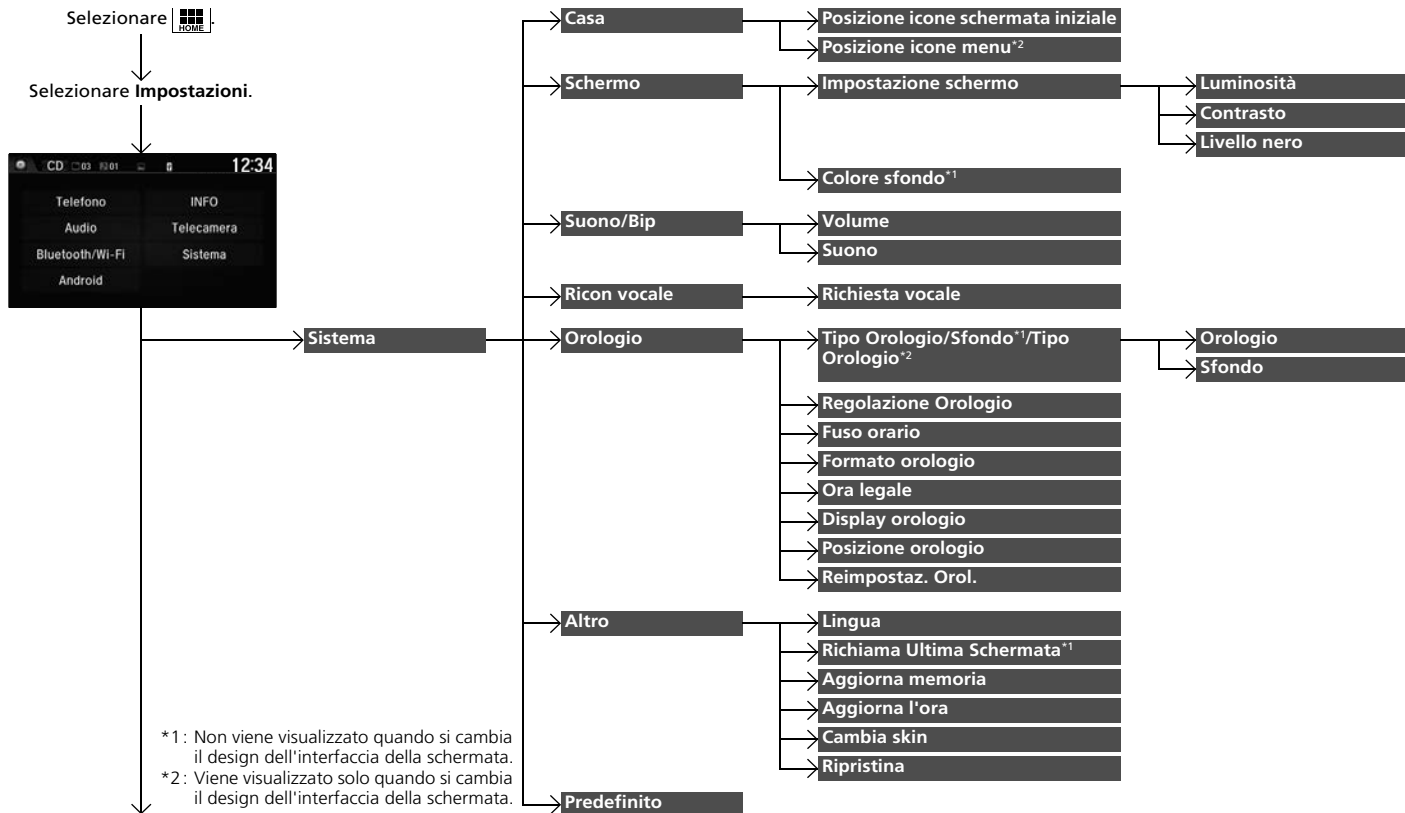 Selezionare HOME.
Selezionare Impostazioni.
CD 03 01 12:34
Telefono INFO
Audio Telecamera
Bluetooth/Wi-Fi Sistema
Android
Sistema
Casa
Posizione icone schermata iniziale
Posizione icone menu*2
Schermo
Impostazione schermo
Luminosità
Contrasto
Livello nero
Colore sfondo*1
Suono/Bip
Volume
Suono
Ricon vocale
Richiesta vocale
Orologio
Tipo Orologio/Sfondo*1/Tipo
Orologio*2
Orologio
Sfondo
Regolazione Orologio
Fuso orario
Formato orologio
Ora legale
Display orologio
Posizione orologio
Reimpostaz. Orol.
Altro
Lingua
Richiama Ultima Schermata*1
Aggiorna memoria
Aggiorna l'ora
Cambia skin
Ripristina
Predefinito
*1: Non viene visualizzato quando si cambia
il design dell'interfaccia della schermata.
*2: Viene visualizzato solo quando si cambia
il design dell'interfaccia della schermata.